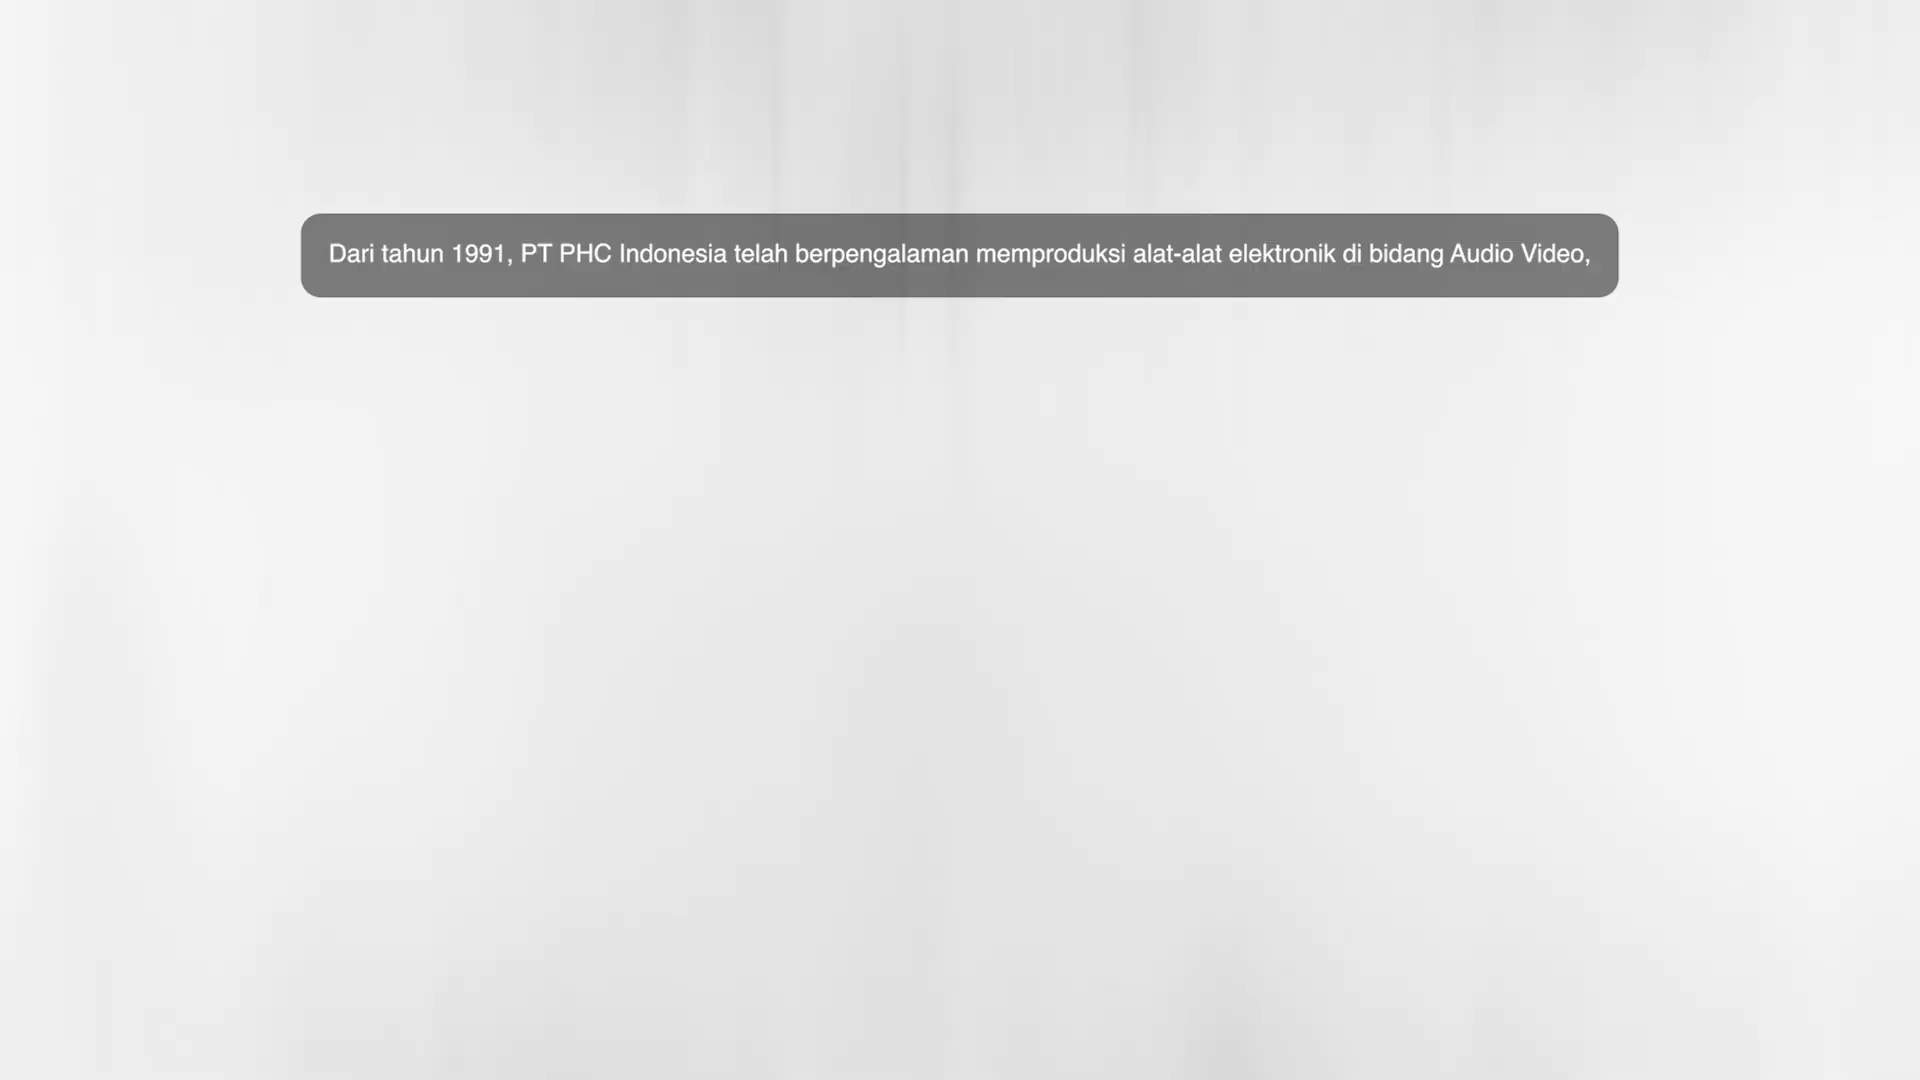 Dari tahun 1991, PT PHC Indonesia telah berpengalaman memproduksi alat-alat elektronik di bidang Audio Video,